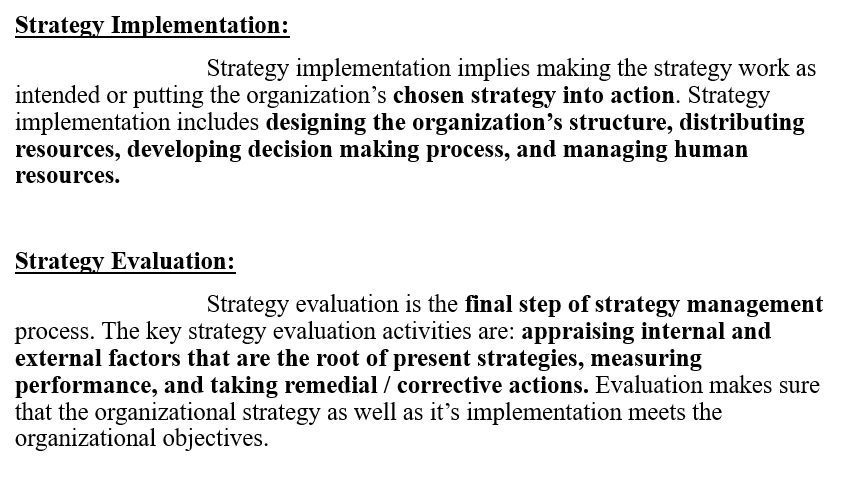 Strategy Implementation:
Strategy implementation implies making the strategy work as
intended or putting the organization’s chosen strategy into action. Strategy
implementation includes designing the organization’s structure, distributing
resources, developing decision making process, and managing human
resources.
Strategy Evaluation:
Strategy evaluation is the final step of strategy management
process. The key strategy evaluation activities are: appraising internal and
external factors that are the root of present strategies, measuring
performance, and taking remedial / corrective actions. Evaluation makes sure
that the organizational strategy as well as it’s implementation meets the
organizational objectives.